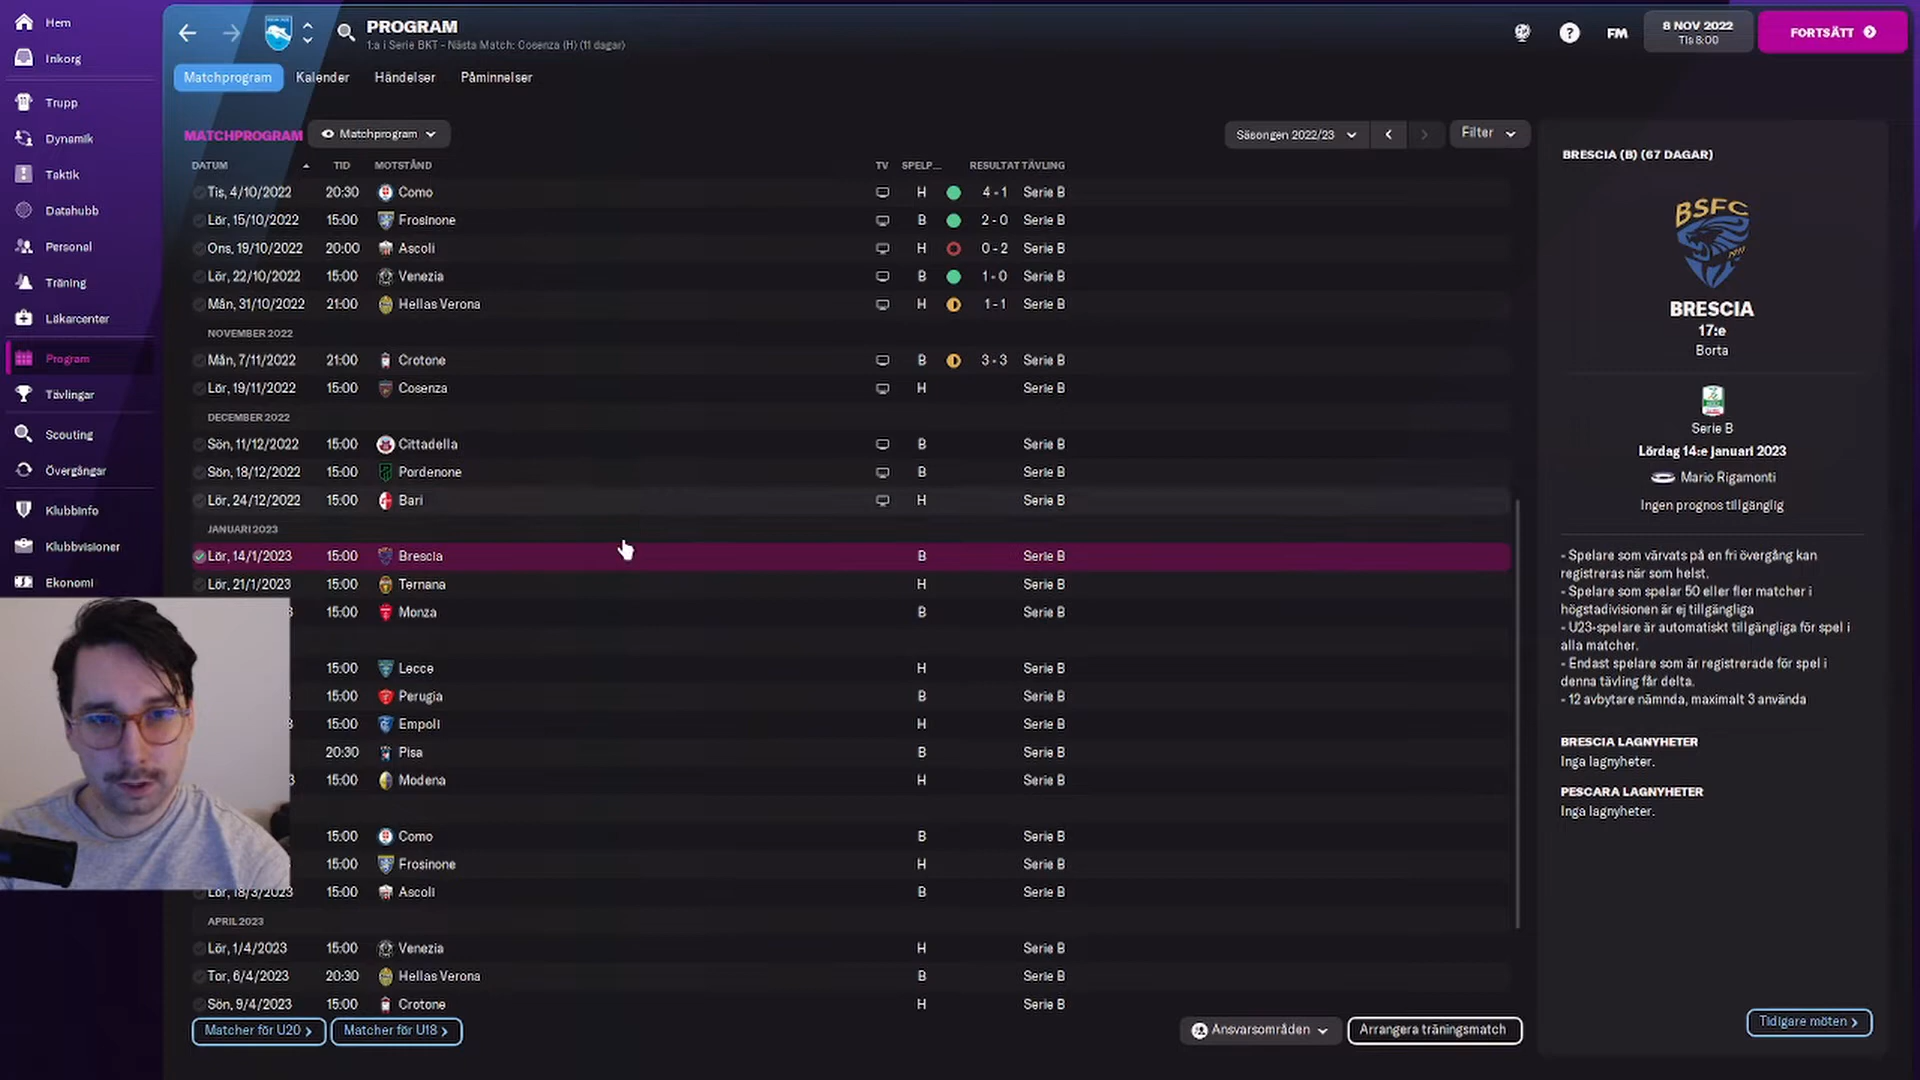 Hem
Inkorg
Trupp
Dynamik
Taktik
Datahubb
Personal
Träning
Läkarcenter
Program
Tävlingar
Scouting
Övergångar
Klubbinfo
Klubbvisioner
Ekonomi
PROGRAM
1:a i Serie BKT - Nästa Match: Cosenza (H) (11 dagar)
FM
8 NOV 2022
Tis 8:00
FORTSÄTT
Matchprogram Kalender Händelser Påminnelser
MATCHPROGRAM Matchprogram Säsongen 2022/23 Filter
DATUM TID MOTSTÅND TV SPELP... RESULTAT TÄVLING
Tis, 4/10/2022 20:30 Como H 4 - 1 Serie B
Lör, 15/10/2022 15:00 Frosinone B 2 - 0 Serie B
Ons, 19/10/2022 20:00 Ascoli H 0 - 2 Serie B
Lör, 22/10/2022 15:00 Venezia B 1 - 0 Serie B
Mån, 31/10/2022 21:00 Hellas Verona H 1 - 1 Serie B
NOVEMBER 2022
Mån, 7/11/2022 21:00 Crotone B 3 - 3 Serie B
Lör, 19/11/2022 15:00 Cosenza H Serie B
DECEMBER 2022
Sön, 11/12/2022 15:00 Cittadella B Serie B
Sön, 18/12/2022 15:00 Pordenone B Serie B
Lör, 24/12/2022 15:00 Bari H Serie B
JANUARI 2023
Lör, 14/1/2023 15:00 Brescia B Serie B
Lör, 21/1/2023 15:00 Ternana H Serie B
3 15:00 Monza B Serie B
15:00 Lecce H Serie B
15:00 Perugia B Serie B
3 15:00 Empoli H Serie B
20:30 Pisa B Serie B
3 15:00 Modena H Serie B
15:00 Como B Serie B
15:00 Frosinone H Serie B
Lör, 18/3/2023 15:00 Ascoli B Serie B
APRIL 2023
Lör, 1/4/2023 15:00 Venezia H Serie B
Tor, 6/4/2023 20:30 Hellas Verona B Serie B
Sön, 9/4/2023 15:00 Crotone H Serie B
Matcher för U20 Matcher för U18 Ansvarsområden Arrangera träningsmatch
BRESCIA (B) (67 DAGAR)
BSFC
1911
BRESCIA
17:e
Borta
Serie B
Lördag 14:e januari 2023
Mario Rigamonti
Ingen prognos tillgänglig
- Spelare som värvats på en fri övergång kan
registreras när som helst.
- Spelare som spelar 50 eller fler matcher i
högstadivisionen är ej tillgängliga
- U23-spelare är automatiskt tillgängliga för spel i
alla matcher.
- Endast spelare som är registrerade för spel i
denna tävling får delta.
- 12 avbytare nämnda, maximalt 3 använda
BRESCIA LAGNYHETER
Inga lagnyheter.
PESCARA LAGNYHETER
Inga lagnyheter.
Tidigare möten